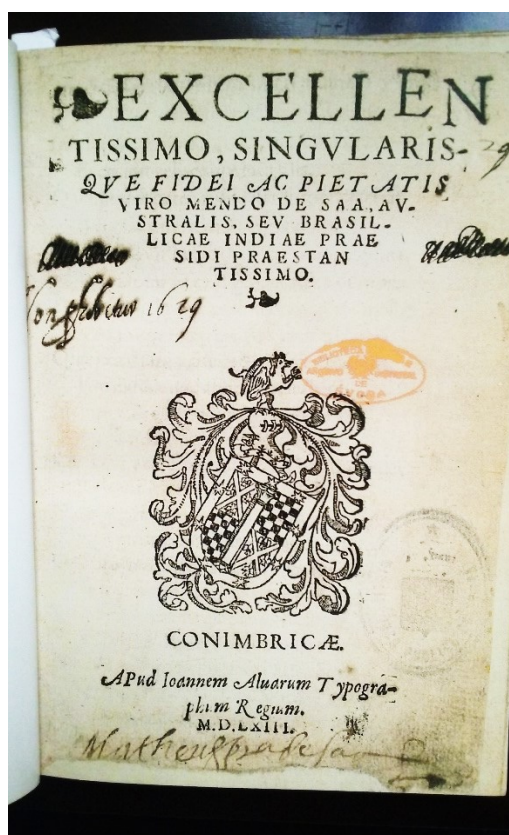 EXCELLEN
TISSIMO, SINGVLARIS-
QVE FIDEI AC PIETATIS
VIRO MENDO DE SAA, AV-
STRALIS, SEV BRASIL-
LICAE INDIAE PRAE
SIDI PRAESTAN
TISSIMO.
1629
CONIMBRICÆ.
APud Ioannem Aluarum Typogra-
phum Regium.
M.D.LXIII.